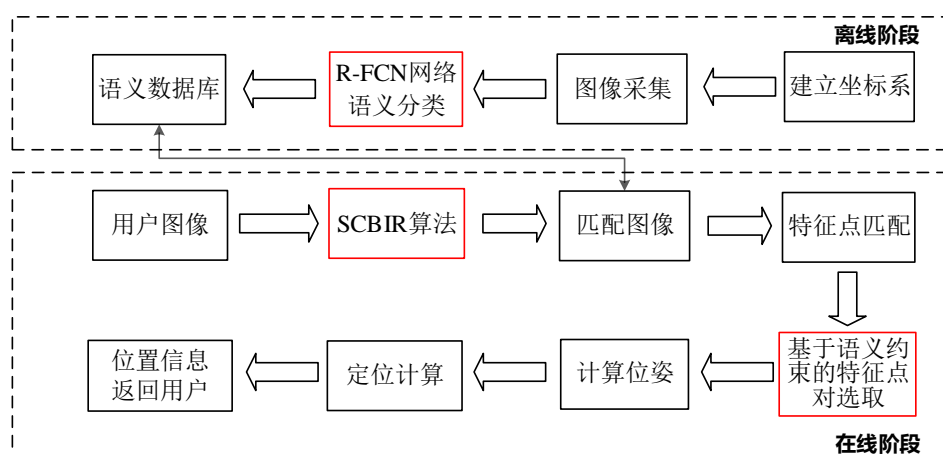 离线阶段
语义数据库
R-FCN网络
语义分类
图像采集
建立坐标系
用户图像
SCBIR算法
匹配图像
特征点匹配
位置信息
返回用户
定位计算
计算位姿
基于语义约
束的特征点
对选取
在线阶段